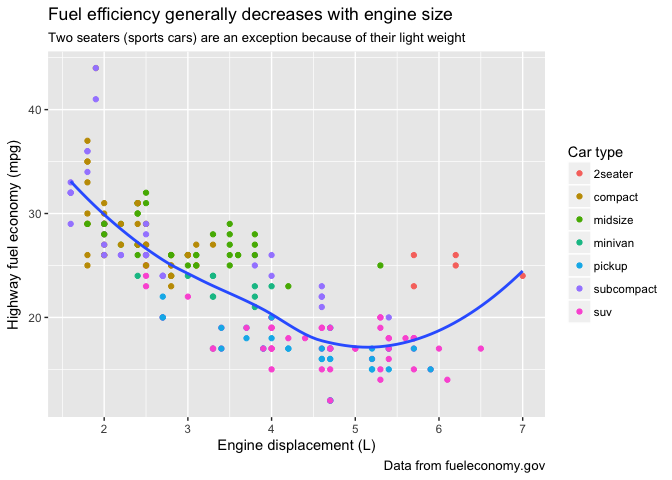 Fuel efficiency generally decreases with engine size
Two seaters (sports cars) are an exception because of their light weight
Highway fuel economy (mpg)
40
30
20
2
3
4
5
6
7
Engine displacement (L)
Car type
2seater
compact
midsize
minivan
pickup
subcompact
suv
Data from fueleconomy.gov